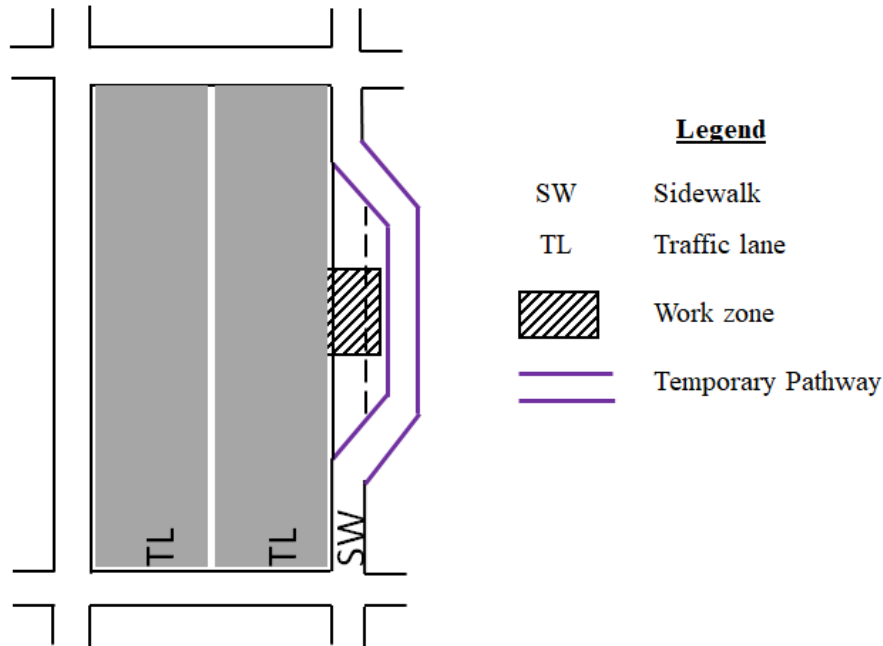 TL
TL
SW
Legend
SW Sidewalk
TL Traffic lane
Work zone
Temporary Pathway